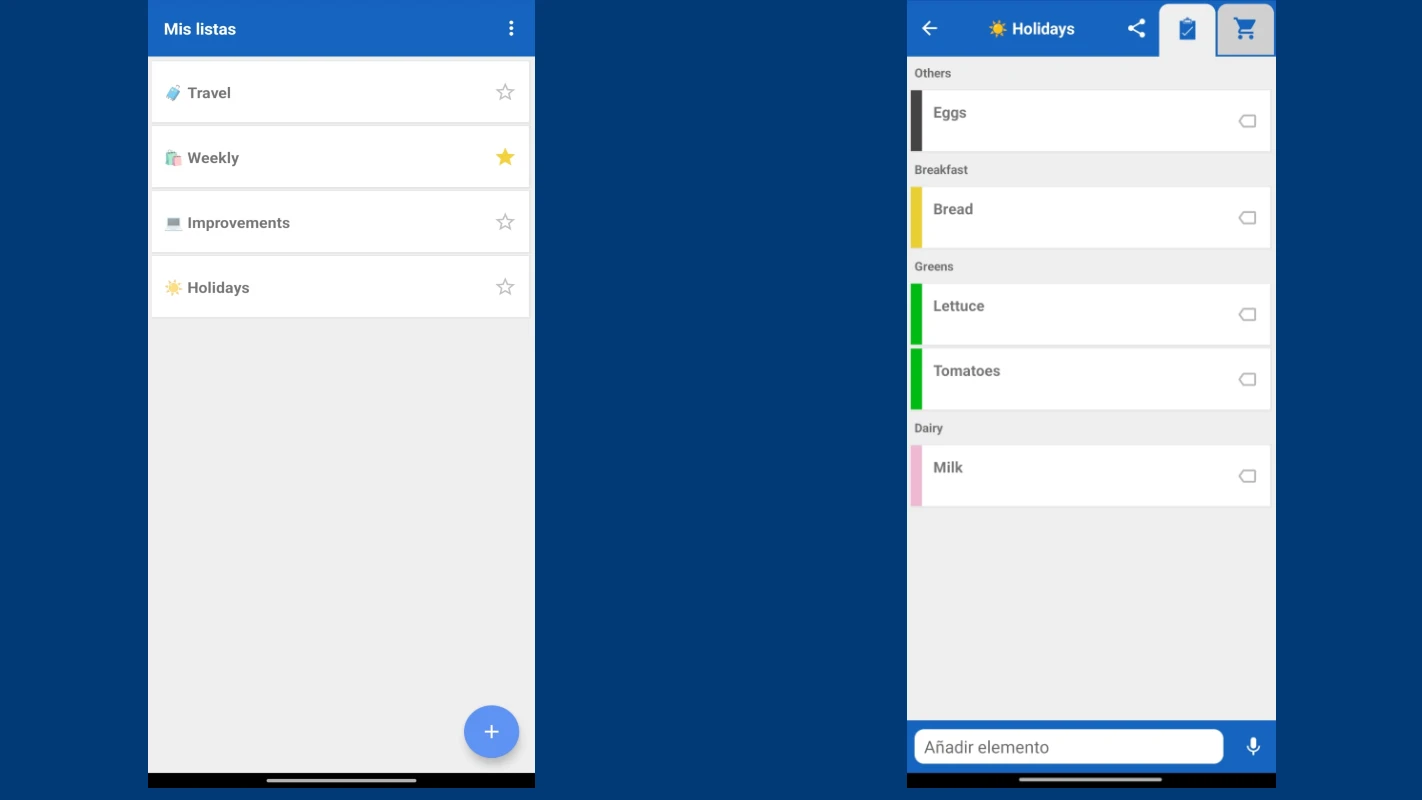 Mis listas
Travel
Weekly
Improvements
Holidays
Holidays
Others
Eggs
Breakfast
Bread
Greens
Lettuce
Tomatoes
Dairy
Milk
Añadir elemento